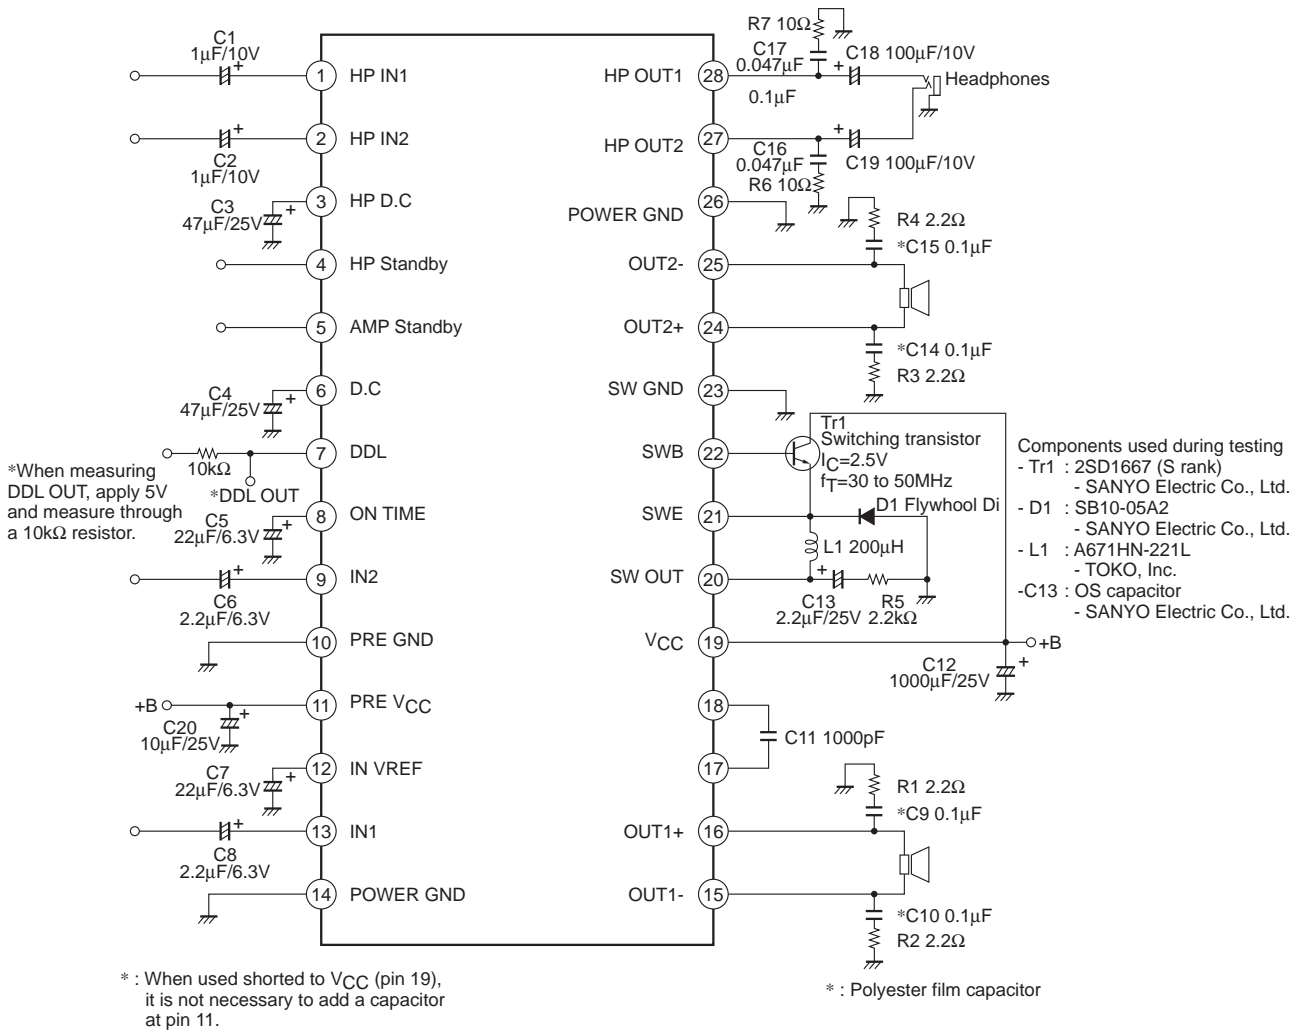 C1
1µF/10V
+
1 HP IN1
+
2 HP IN2
C2
1µF/10V
C3
47µF/25V
+
3 HP D.C
4 HP Standby
5 AMP Standby
C4
47µF/25V
+
6 D.C
10kΩ
7 DDL
*When measuring
DDL OUT, apply 5V
and measure through
a 10kΩ resistor.
*DDL OUT
C5
22µF/6.3V
+
8 ON TIME
+
9 IN2
C6
2.2µF/6.3V
10 PRE GND
+B
11 PRE VCC
C20
10µF/25V
+
C7
22µF/6.3V
+
12 IN VREF
+
13 IN1
C8
2.2µF/6.3V
14 POWER GND
R7 10Ω
C17
0.047µF
C18 100µF/10V
+
HP OUT1 28
0.1µF
Headphones
HP OUT2 27
C16
0.047µF
+
C19 100µF/10V
R6 10Ω
POWER GND 26
R4 2.2Ω
*C15 0.1µF
OUT2- 25
OUT2+ 24
*C14 0.1µF
R3 2.2Ω
SW GND 23
Tr1
Switching transistor
IC=2.5V
fT=30 to 50MHz
SWB 22
D1 Flywhool Di
SWE 21
L1 200µH
SW OUT 20
+
C13
2.2µF/25V
R5
2.2kΩ
VCC 19
+B
C12
1000µF/25V
+
18
C11 1000pF
17
R1 2.2Ω
*C9 0.1µF
OUT1+ 16
OUT1- 15
*C10 0.1µF
R2 2.2Ω
Components used during testing
- Tr1 : 2SD1667 (S rank)
- SANYO Electric Co., Ltd.
- D1 : SB10-05A2
- SANYO Electric Co., Ltd.
- L1 : A671HN-221L
- TOKO, Inc.
-C13 : OS capacitor
- SANYO Electric Co., Ltd.
* : When used shorted to VCC (pin 19),
it is not necessary to add a capacitor
at pin 11.
* : Polyester film capacitor